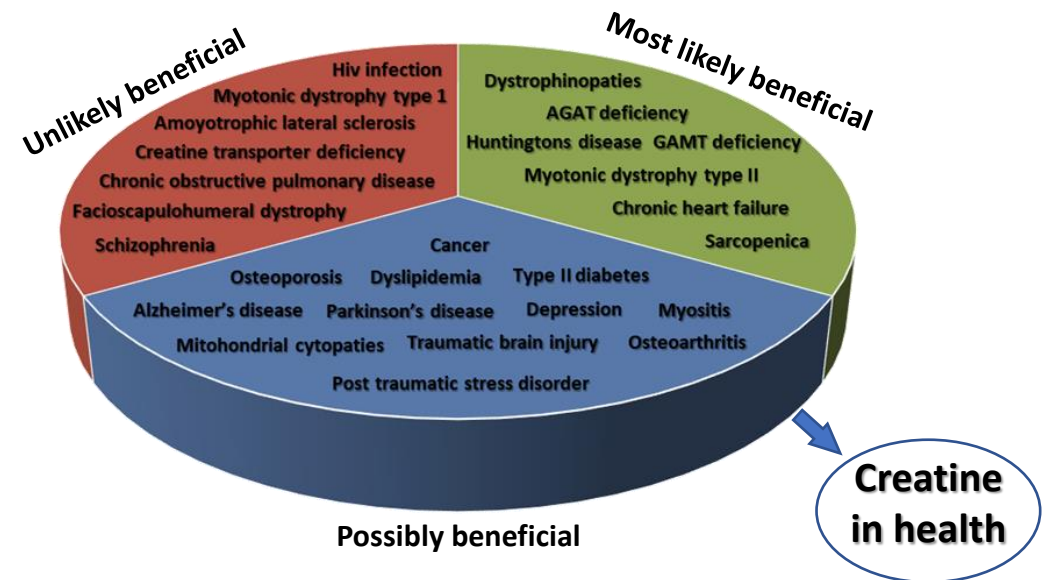 Unlikely beneficial
Hiv infection
Myotonic dystrophy type 1
Amoyotrophic lateral sclerosis
Creatine transporter deficiency
Chronic obstructive pulmonary disease
Facioscapulohumeral dystrophy
Schizophrenia
Most likely beneficial
Dystrophinopaties
AGAT deficiency
Huntingtons disease GAMT deficiency
Myotonic dystrophy type II
Chronic heart failure
Sarcopenica
Cancer
Osteoporosis Dyslipidemia Type II diabetes
Alzheimer’s disease Parkinson’s disease Depression Myositis
Mitohondrial cytopaties Traumatic brain injury Osteoarthritis
Post traumatic stress disorder
Possibly beneficial
Creatine
in health